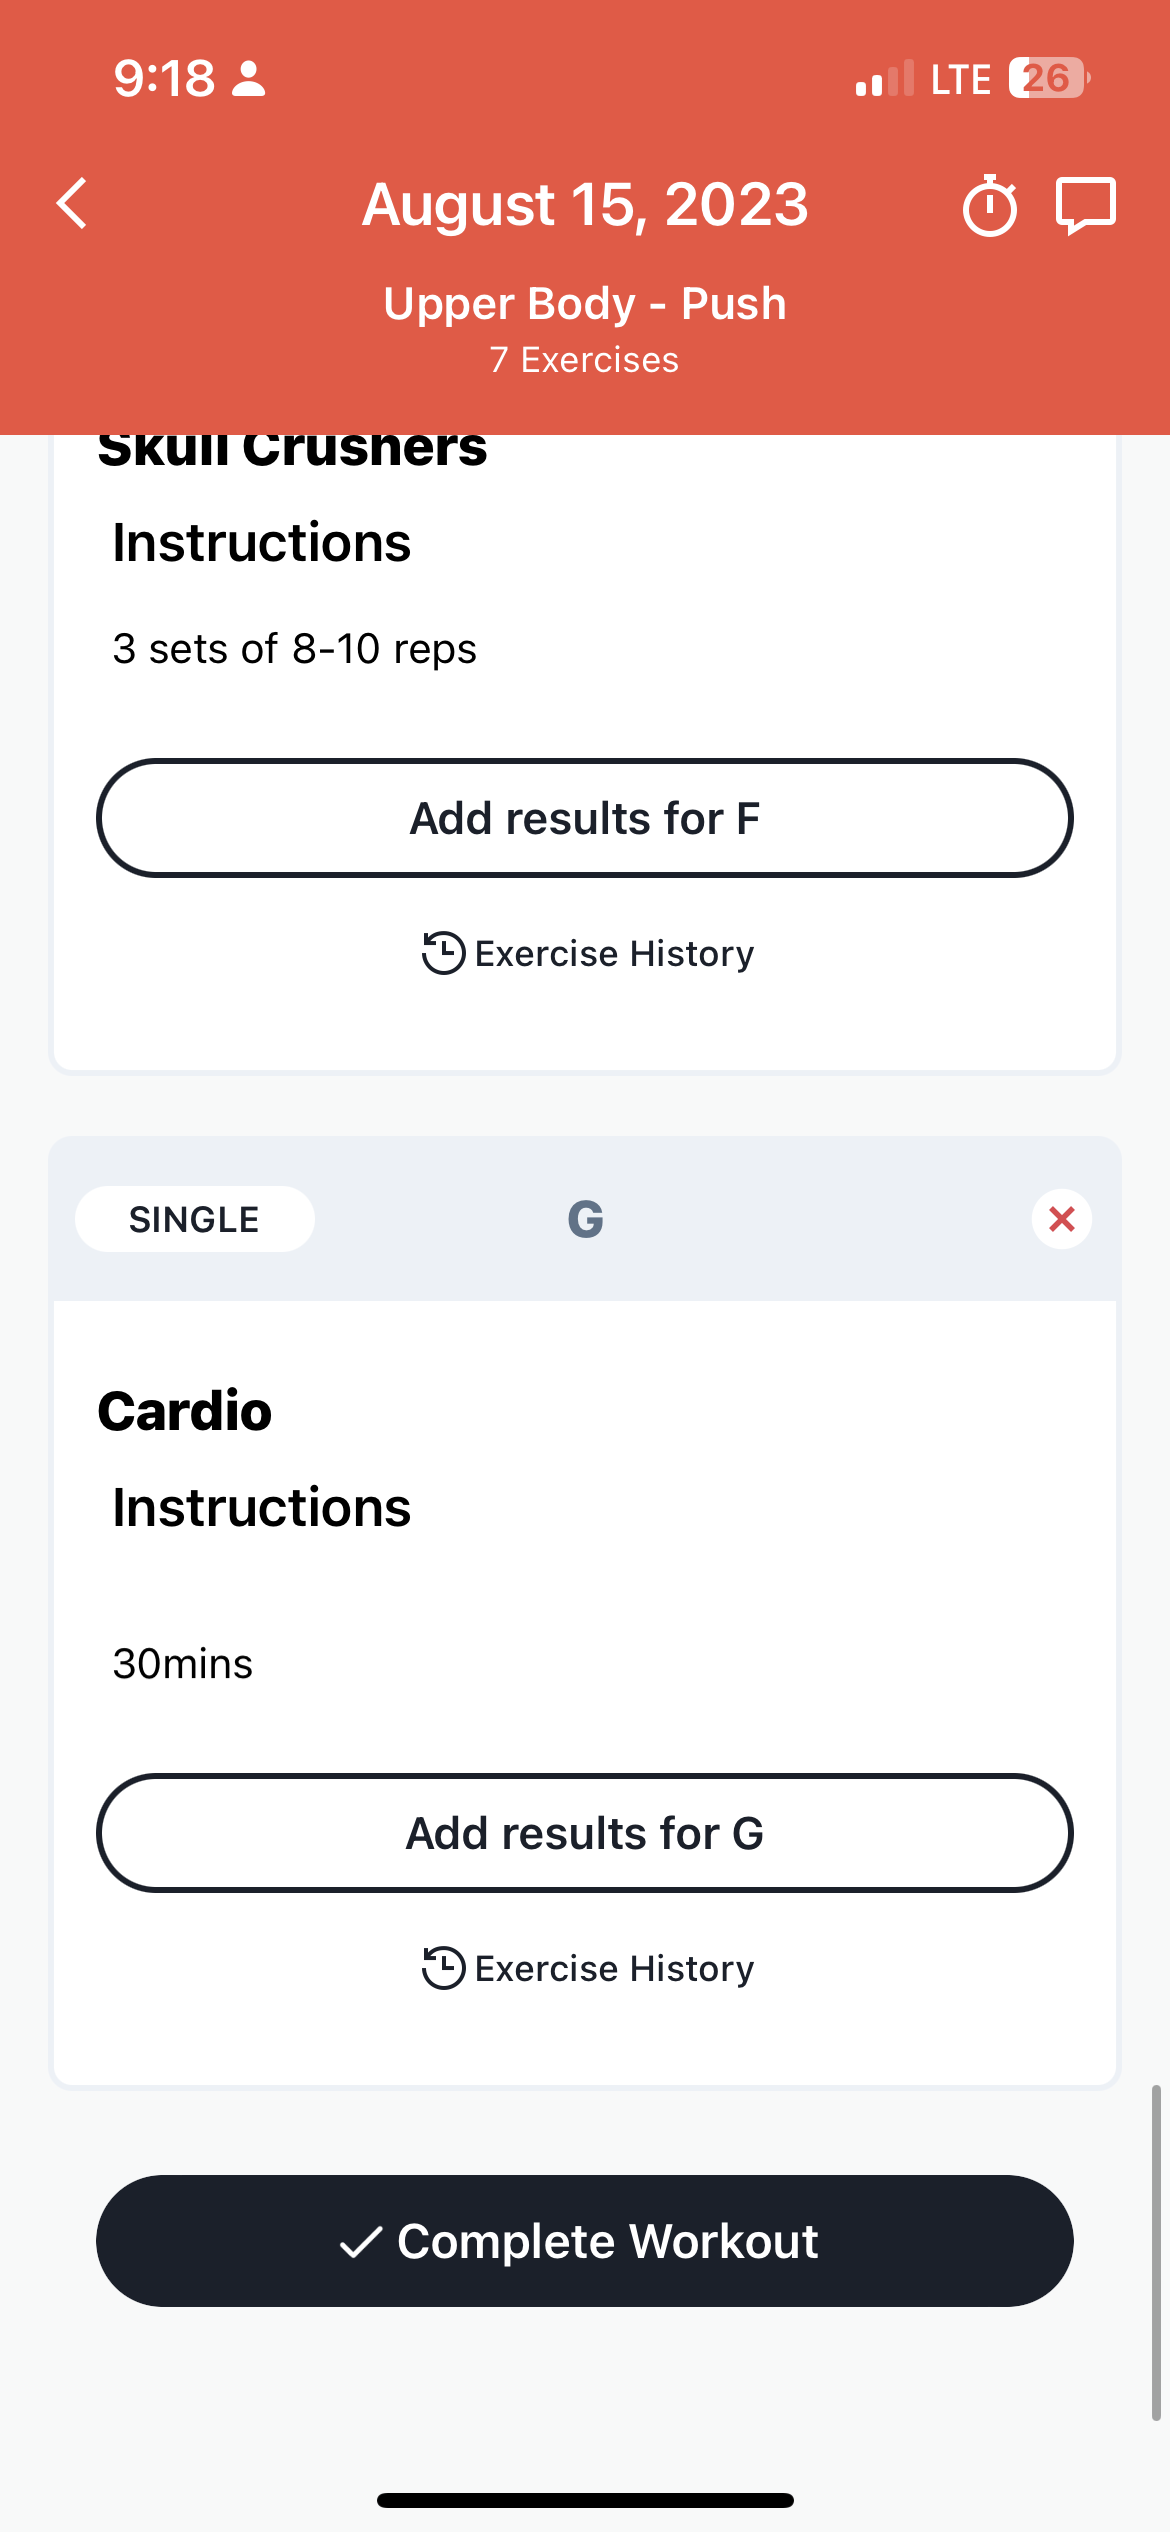 9:18
LTE 26
August 15, 2023
Upper Body - Push
7 Exercises
Skull Crushers
Instructions
3 sets of 8-10 reps
Add results for F
Exercise History
SINGLE
G
Cardio
Instructions
30mins
Add results for G
Exercise History
Complete Workout